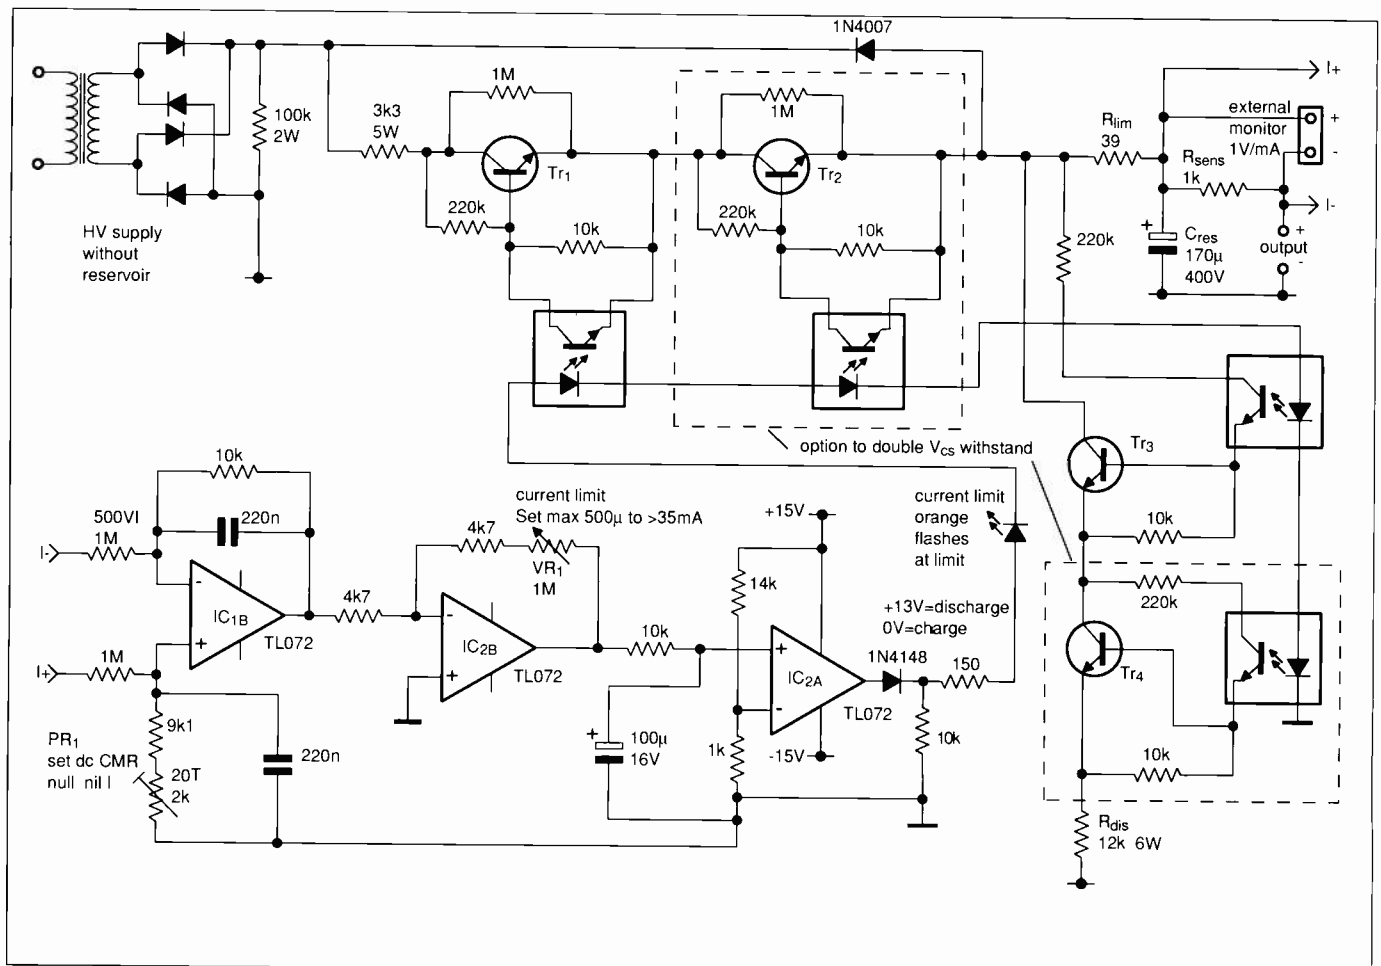 1N4007
1M
1M
3k3
5W
100k
2W
Tr1
Tr2
220k
10k
220k
10k
HV supply
without
reservoir
Rlim
39
I+
external
monitor
1V/mA
+
-
Rsens
1k
I-
220k
+
Cres
170µ
400V
+
output
-
option to double Vcs withstand
Tr3
10k
220k
Tr4
10k
Rdis
12k 6W
10k
500VI
1M
220n
I-
-
IC1B
+
TL072
I+
1M
9k1
PR1
set dc CMR
null nil I
20T
2k
220n
4k7
current limit
Set max 500µ to >35mA
4k7
VR1
1M
-
IC2B
+
TL072
10k
+
100µ
16V
+15V
14k
+
IC2A
-
TL072
1k
-15V
current limit
orange
flashes
at limit
+13V=discharge
0V=charge
1N4148
150
10k